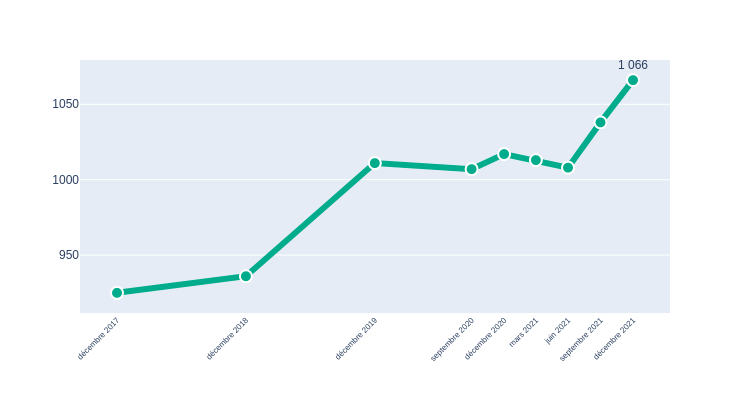 1 066
1050
1000
950
décembre 2017
décembre 2018
décembre 2019
septembre 2020
décembre 2020
mars 2021
juin 2021
septembre 2021
décembre 2021